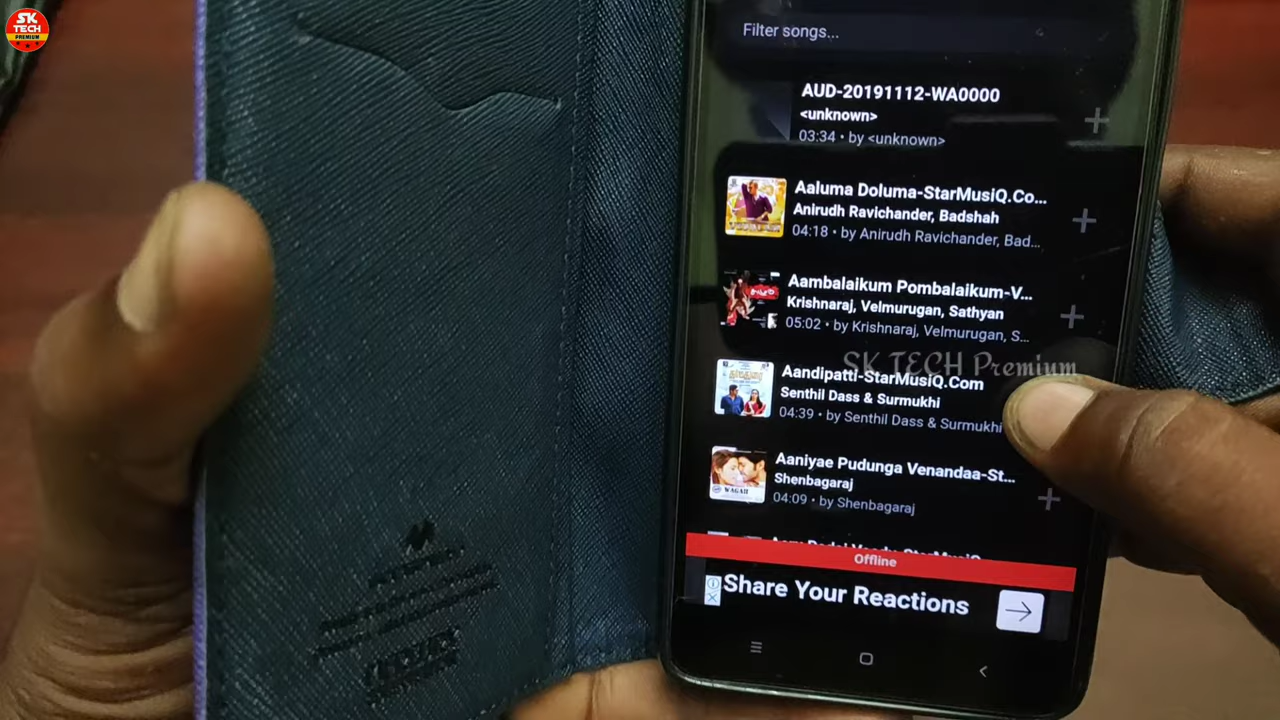 SK
TECH
PREMIUM
Filter songs...
AUD-20191112-WA0000
<unknown>
03:34 • by <unknown>
Aaluma Doluma-StarMusiQ.Co...
Anirudh Ravichander, Badshah
04:18 • by Anirudh Ravichander, Bad...
Aambalaikum Pombalaikum-V...
Krishnaraj, Velmurugan, Sathyan
05:02 • by Krishnaraj, Velmurugan, S...
SK TECH Premium
Aandipatti-StarMusiQ.Com
Senthil Dass & Surmukhi
04:39 • by Senthil Dass & Surmukhi
Aaniyae Pudunga Venandaa-St...
Shenbagaraj
04:09 • by Shenbagaraj
WAGAH
Offline
Share Your Reactions